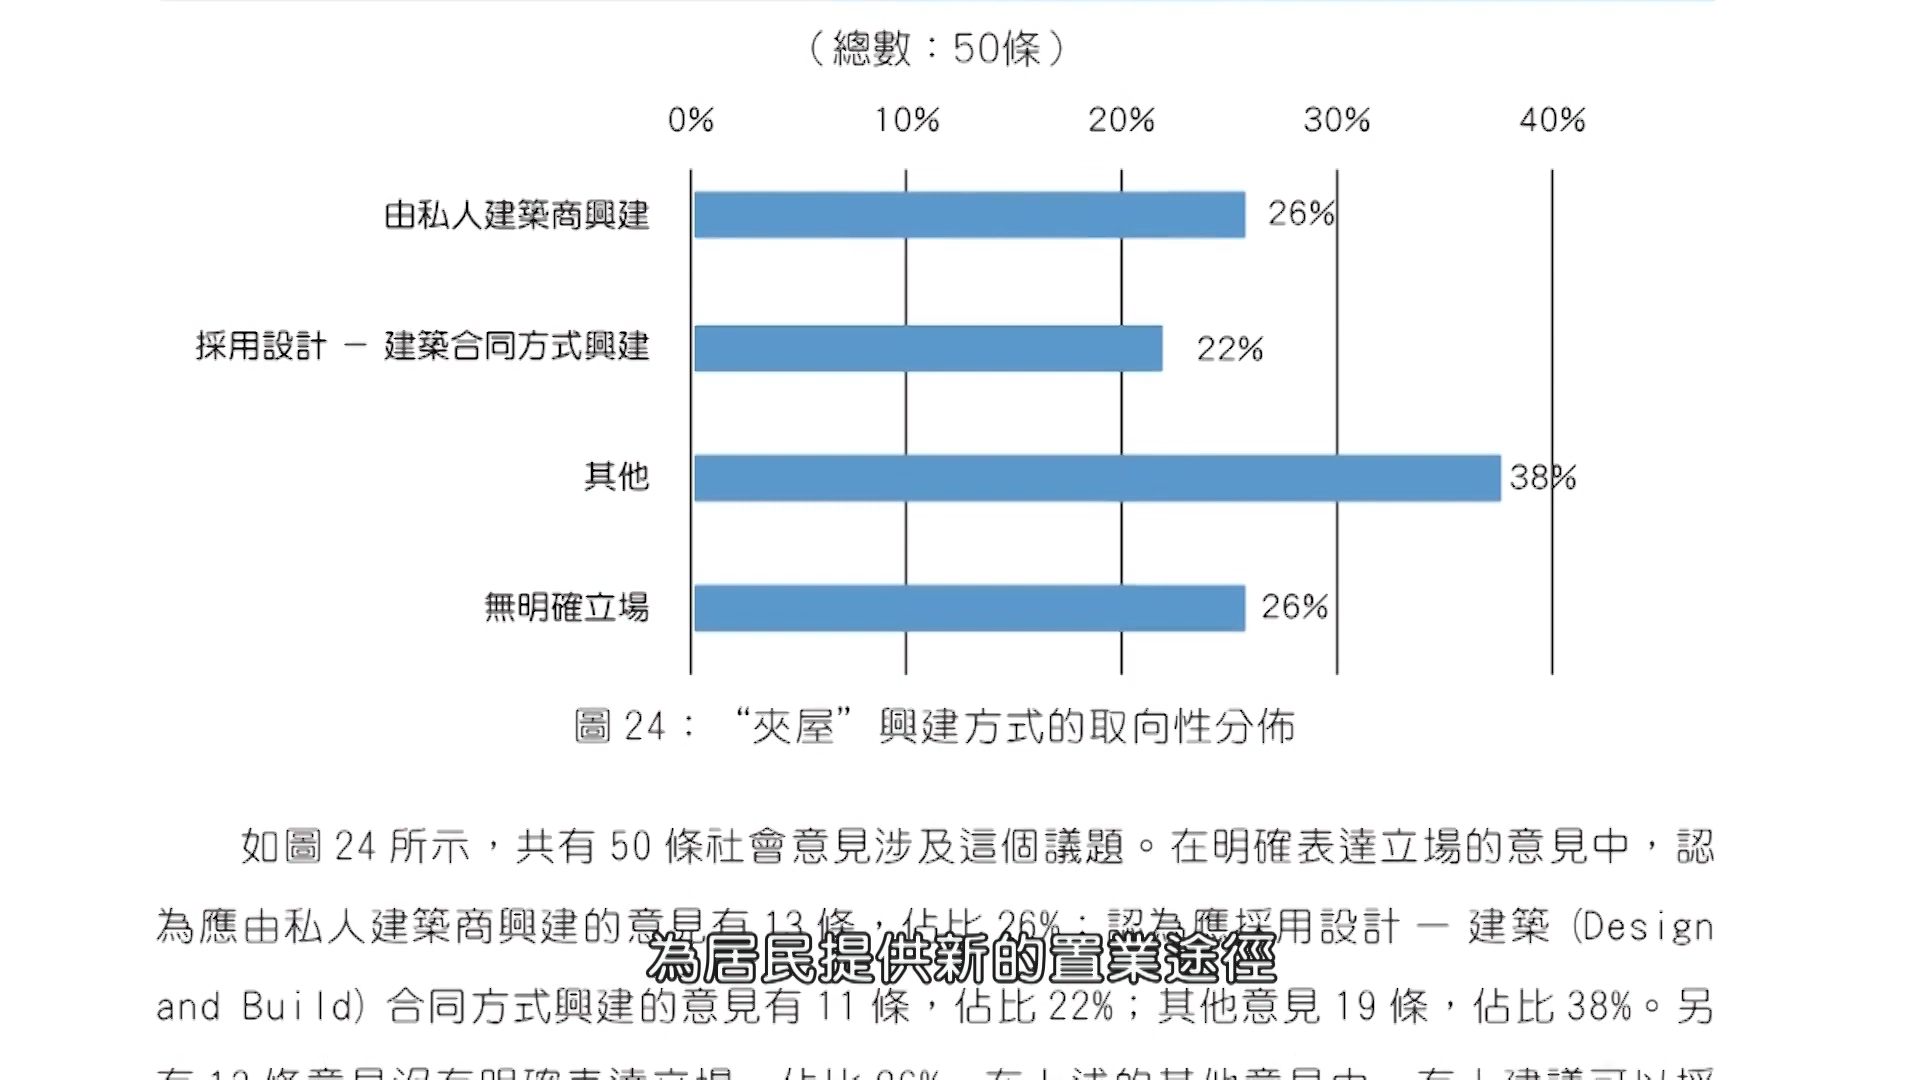 （總數：50條）
0% 10% 20% 30% 40%
由私人建築商興建 26%
採用設計 — 建築合同方式興建 22%
其他 38%
無明確立場 26%
圖 24： “夾屋”興建方式的取向性分佈
如圖 24 所示，共有 50 條社會意見涉及這個議題。在明確表達立場的意見中，認
為應由私人建築商興建的意見有 13 條，佔比 26%；認為應採用設計 — 建築 (Design
為居民提供新的置業途徑
and Build) 合同方式興建的意見有 11 條，佔比 22%；其他意見 19 條，佔比 38%。另